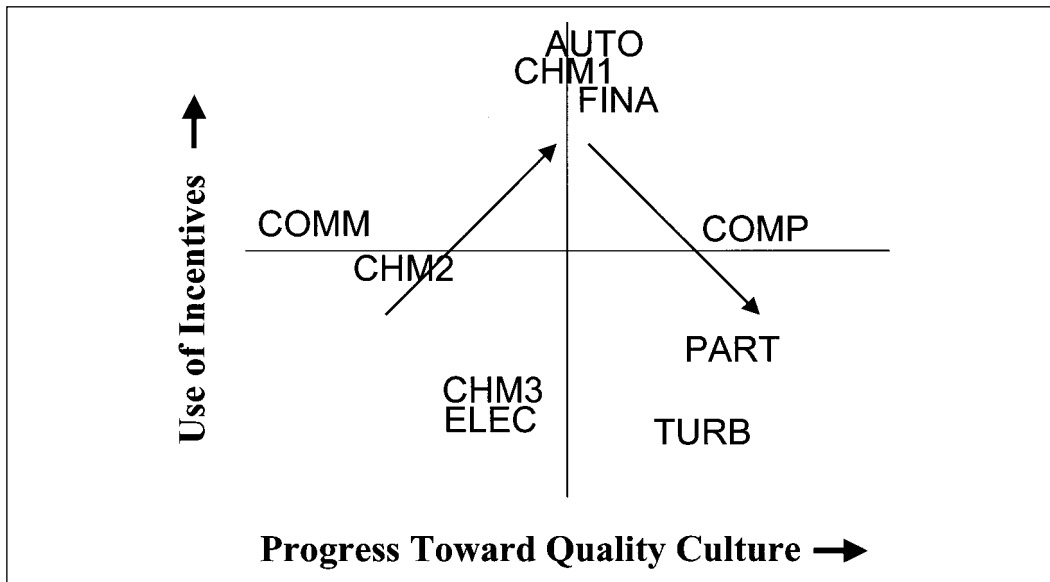 AUTO
CHM1
FINA
COMM
COMP
CHM2
PART
CHM3
ELEC
TURB
Use of Incentives
Progress Toward Quality Culture